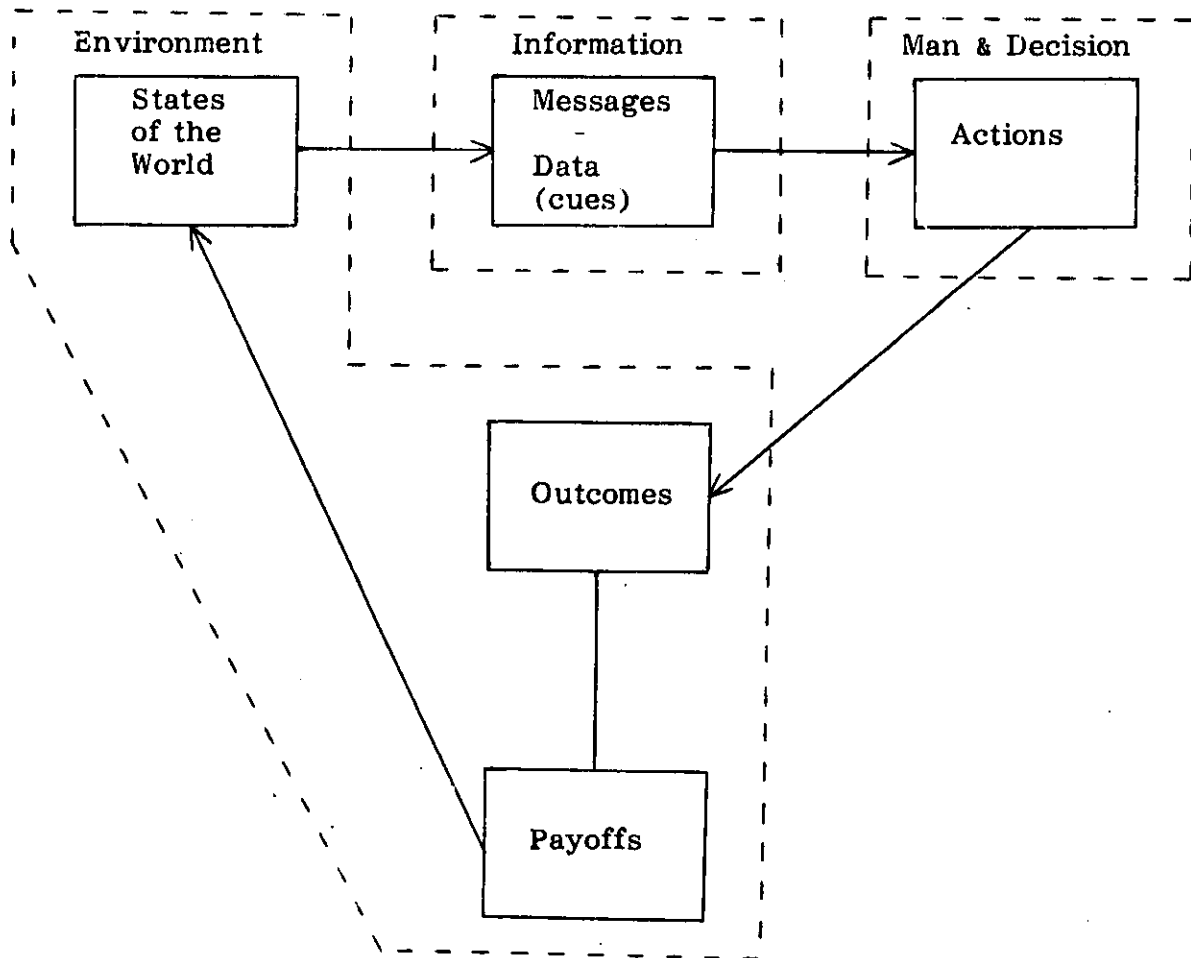 Environment
States
of the
World
Information
Messages
-
Data
(cues)
Man & Decision
Actions
Outcomes
Payoffs